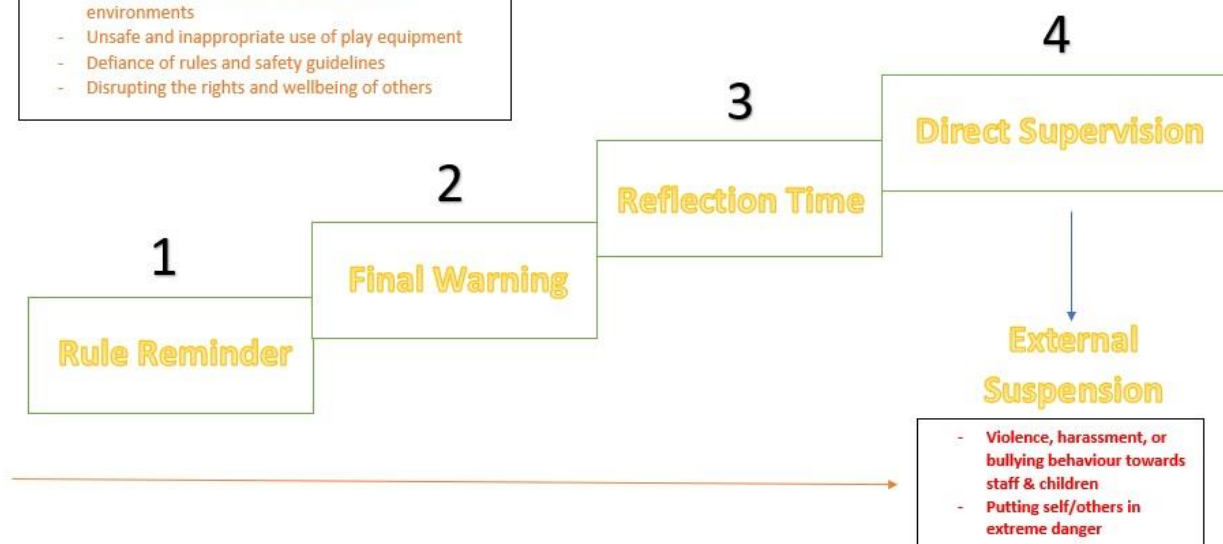 environments
- Unsafe and inappropriate use of play equipment
- Defiance of rules and safety guidelines
- Disrupting the rights and wellbeing of others
4
Direct Supervision
3
Reflection Time
2
Final Warning
1
Rule Reminder
External
Suspension
- Violence, harassment, or
bullying behaviour towards
staff & children
- Putting self/others in
extreme danger